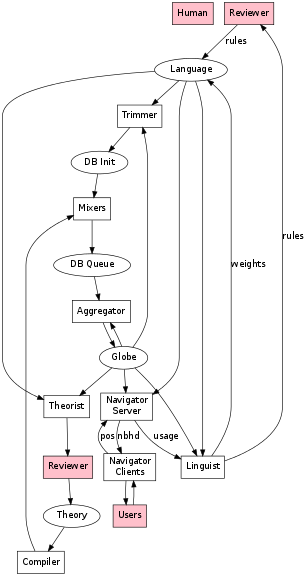 Human
Reviewer
rules
Language
Trimmer
DB Init
Mixers
DB Queue
weights
rules
Aggregator
Globe
Theorist
Navigator
Server
pos
nbhd
usage
Reviewer
Navigator
Clients
Linguist
Theory
Users
Compiler